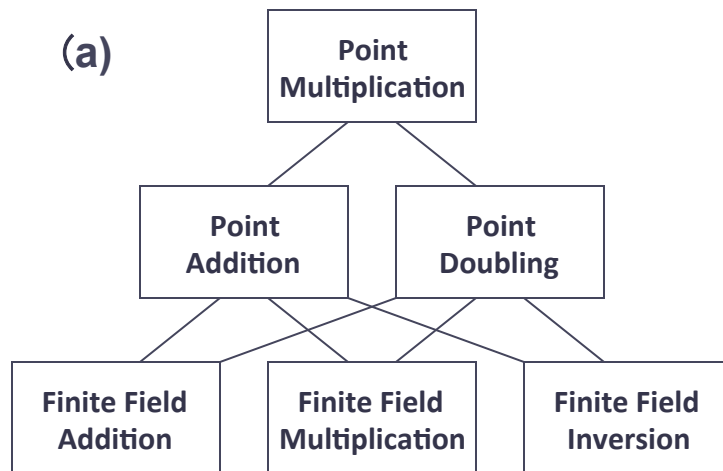 (a)
Point
Multiplication
Point
Addition
Point
Doubling
Finite Field
Addition
Finite Field
Multiplication
Finite Field
Inversion